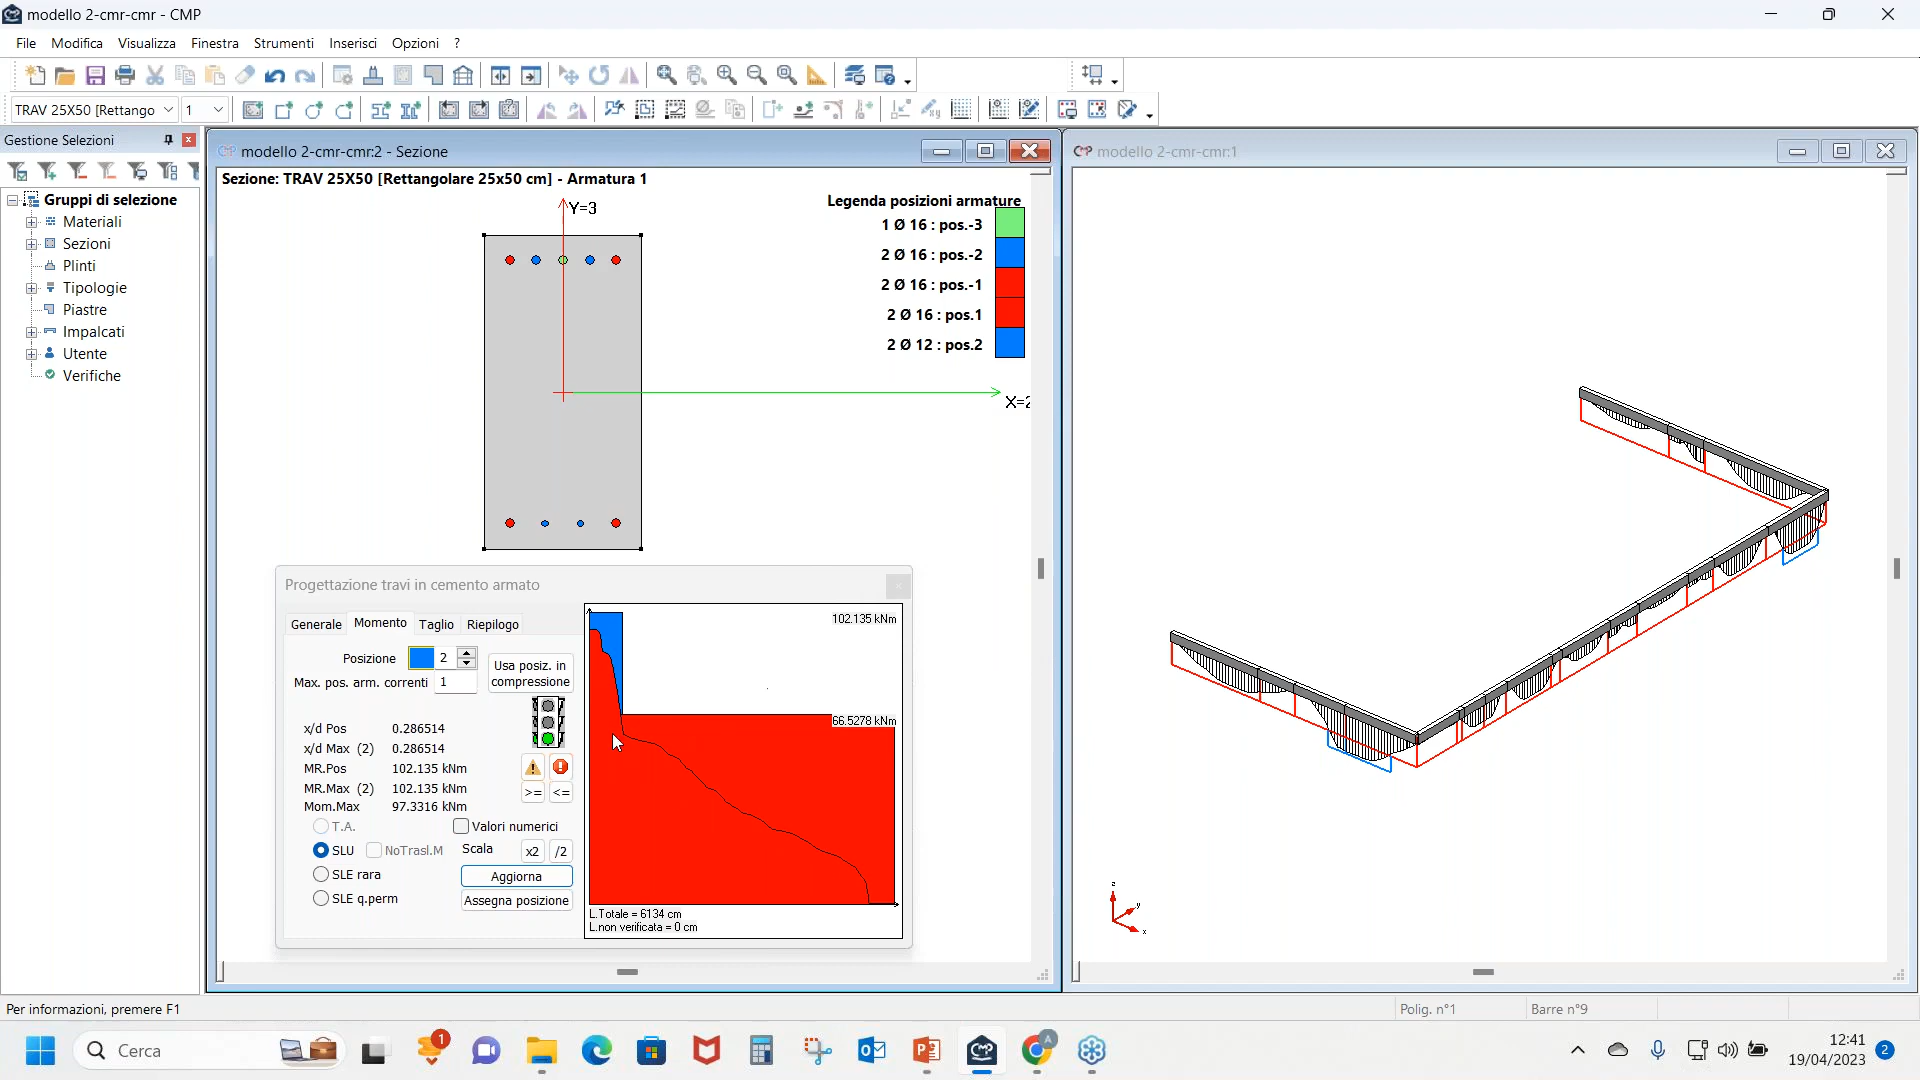 modello 2-cmr-cmr - CMP
File Modifica Visualizza Finestra Strumenti Inserisci Opzioni ?
TRAV 25X50 [Rettango 1
Gestione Selezioni
Gruppi di selezione
Materiali
Sezioni
Plinti
Tipologie
Piastre
Impalcati
Utente
Verifiche
CMP modello 2-cmr-cmr:2 - Sezione
Sezione: TRAV 25X50 [Rettangolare 25x50 cm] - Armatura 1
Y=3
X=2
Legenda posizioni armature
1 Ø 16 : pos.-3
2 Ø 16 : pos.-2
2 Ø 16 : pos.-1
2 Ø 16 : pos.1
2 Ø 12 : pos.2
Progettazione travi in cemento armato
Generale Momento Taglio Riepilogo
Posizione 2
Max. pos. arm. correnti 1
Usa posiz. in
compressione
x/d Pos 0.286514
x/d Max (2) 0.286514
MR.Pos 102.135 kNm
MR.Max (2) 102.135 kNm
Mom.Max 97.3316 kNm
>= <=
T.A.
Valori numerici
SLU NoTrasl.M Scala x2 /2
SLE rara Aggiorna
SLE q.perm Assegna posizione
102.135 kNm
66.5278 kNm
L.Totale = 6134 cm
L.non verificata = 0 cm
CMP modello 2-cmr-cmr:1
z
y
x
Per informazioni, premere F1
Polig. n°1 Barre n°9
Cerca
1
A
12:41
19/04/2023
2